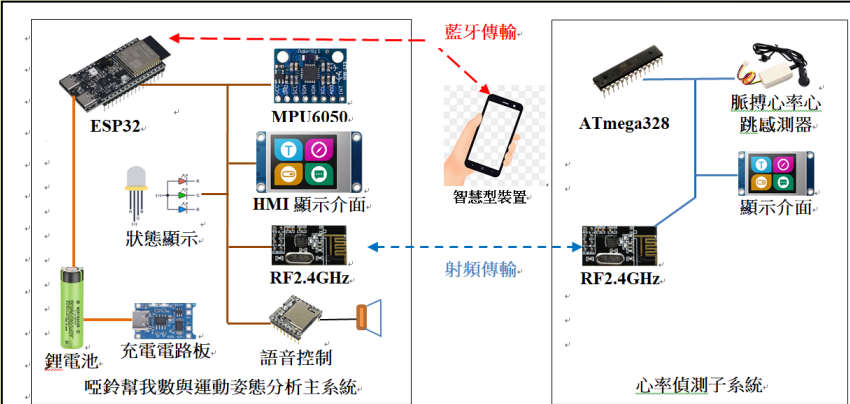 藍牙傳輸
ESP32
MPU6050
ATmega328
脈搏心率心
跳感測器
智慧型裝置
HMI 顯示介面
顯示介面
狀態顯示
RF2.4GHz
射頻傳輸
RF2.4GHz
鋰電池
充電電路板
語音控制
啞鈴幫我數與運動姿態分析主系統
心率偵測子系統